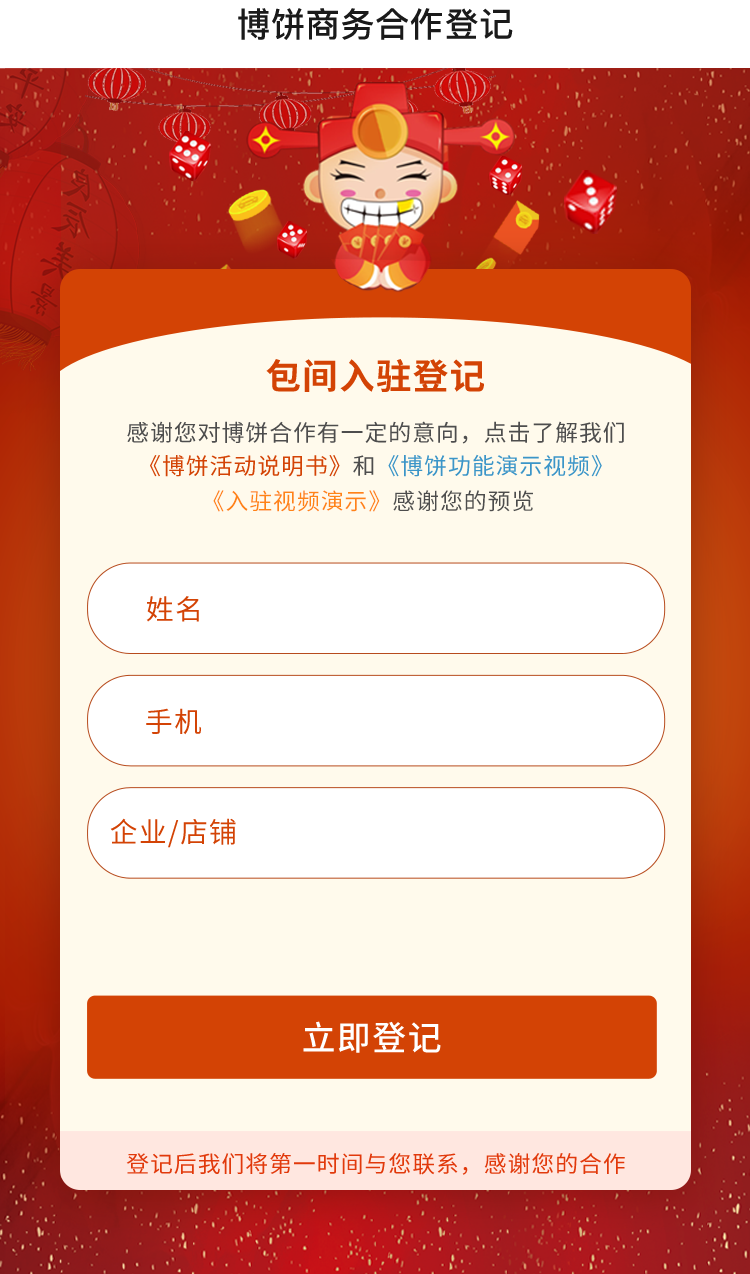 博饼商务合作登记
良辰美景
包间入驻登记
感谢您对博饼合作有一定的意向，点击了解我们
《博饼活动说明书》和《博饼功能演示视频》
《入驻视频演示》感谢您的预览
姓名
手机
企业/店铺
立即登记
登记后我们将第一时间与您联系，感谢您的合作